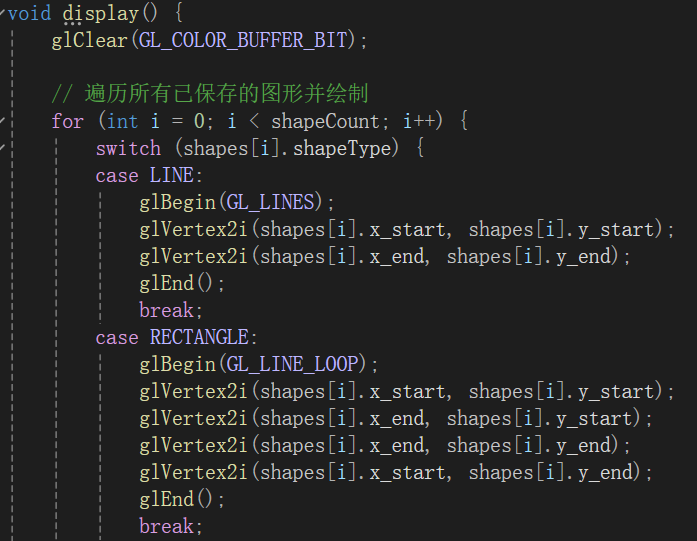 void display() {
glClear(GL_COLOR_BUFFER_BIT);
// 遍历所有已保存的图形并绘制
for (int i = 0; i < shapeCount; i++) {
switch (shapes[i].shapeType) {
case LINE:
glBegin(GL_LINES);
glVertex2i(shapes[i].x_start, shapes[i].y_start);
glVertex2i(shapes[i].x_end, shapes[i].y_end);
glEnd();
break;
case RECTANGLE:
glBegin(GL_LINE_LOOP);
glVertex2i(shapes[i].x_start, shapes[i].y_start);
glVertex2i(shapes[i].x_end, shapes[i].y_start);
glVertex2i(shapes[i].x_end, shapes[i].y_end);
glVertex2i(shapes[i].x_start, shapes[i].y_end);
glEnd();
break;